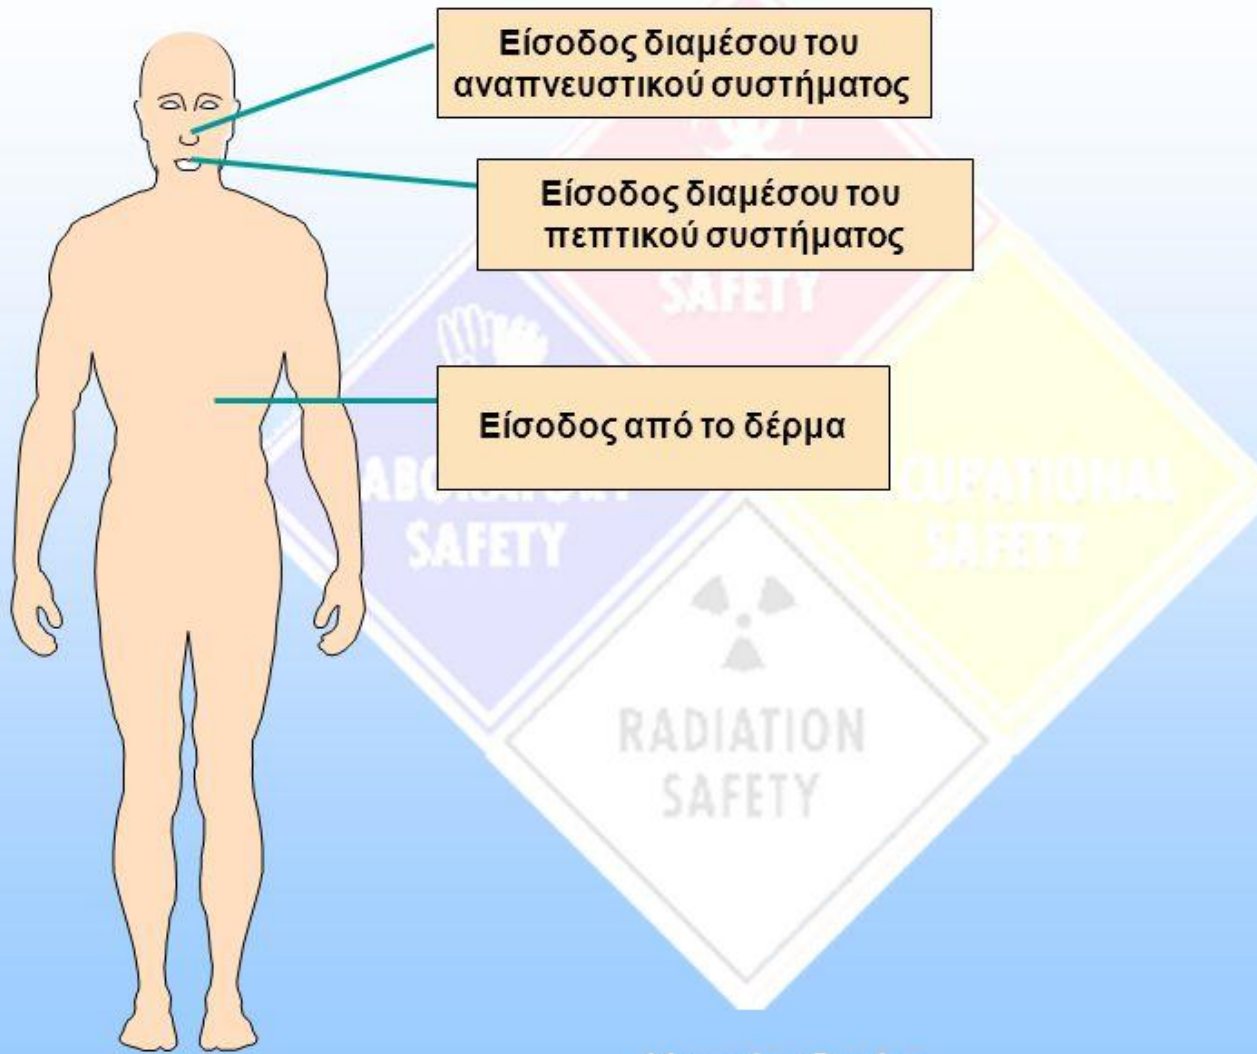 Είσοδος διαμέσου του
αναπνευστικού συστήματος
Είσοδος διαμέσου του
πεπτικού συστήματος
SAFETY
Είσοδος από το δέρμα
SAFETY
SAFETY
RADIATION
SAFETY